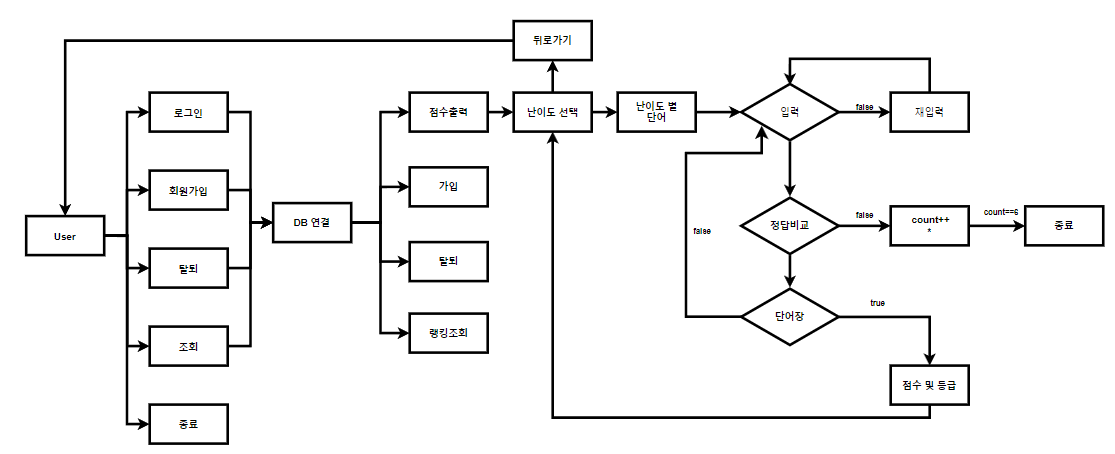 뒤로가기
로그인
점수출력
난이도 선택
난이도 별
단어
입력
false
재입력
회원가입
가입
User
DB 연결
정답비교
false
count++
*
count==6
종료
false
탈퇴
탈퇴
단어장
true
조회
랭킹조회
점수 및 등급
종료